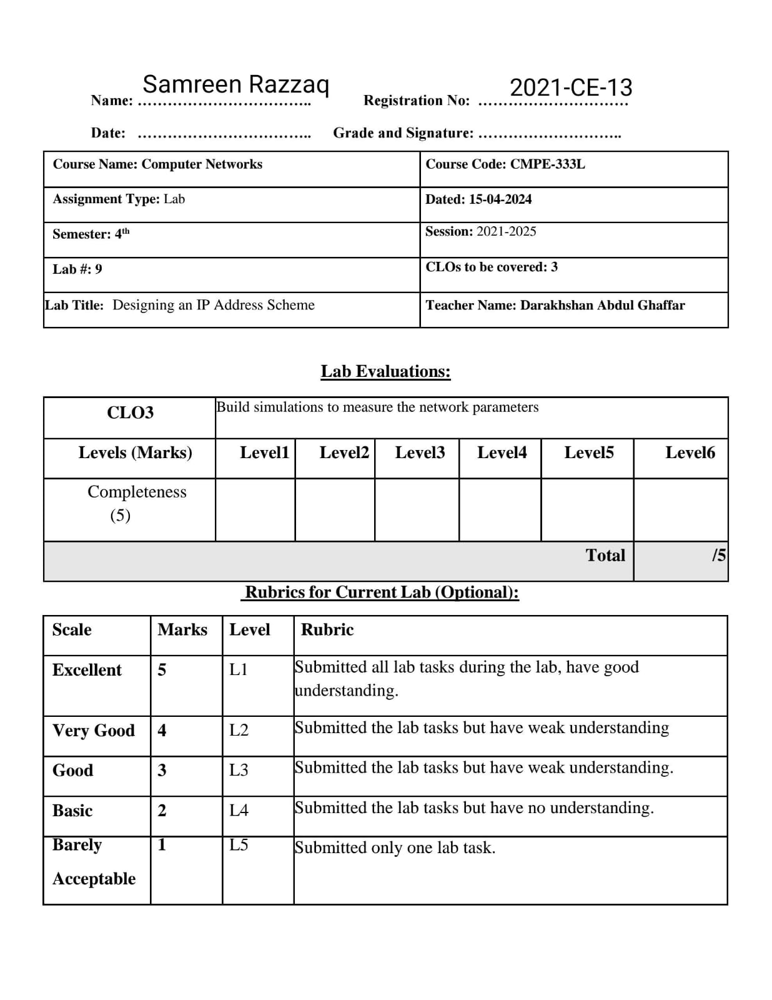 Samreen Razzaq
2021-CE-13
Name: ……………………………..
Registration No: …………………………
Date: ……………………………..
Grade and Signature: ………………………..
Course Name: Computer Networks
Course Code: CMPE-333L
Assignment Type: Lab
Dated: 15-04-2024
Semester: 4th
Session: 2021-2025
Lab #: 9
CLOs to be covered: 3
Lab Title: Designing an IP Address Scheme
Teacher Name: Darakhshan Abdul Ghaffar
Lab Evaluations:
CLO3
Build simulations to measure the network parameters
Levels (Marks)
Level1
Level2
Level3
Level4
Level5
Level6
Completeness
(5)
Total
/5
Rubrics for Current Lab (Optional):
Scale
Marks
Level
Rubric
Excellent
5
L1
Submitted all lab tasks during the lab, have good
understanding.
Very Good
4
L2
Submitted the lab tasks but have weak understanding
Good
3
L3
Submitted the lab tasks but have weak understanding.
Basic
2
L4
Submitted the lab tasks but have no understanding.
Barely
Acceptable
1
L5
Submitted only one lab task.